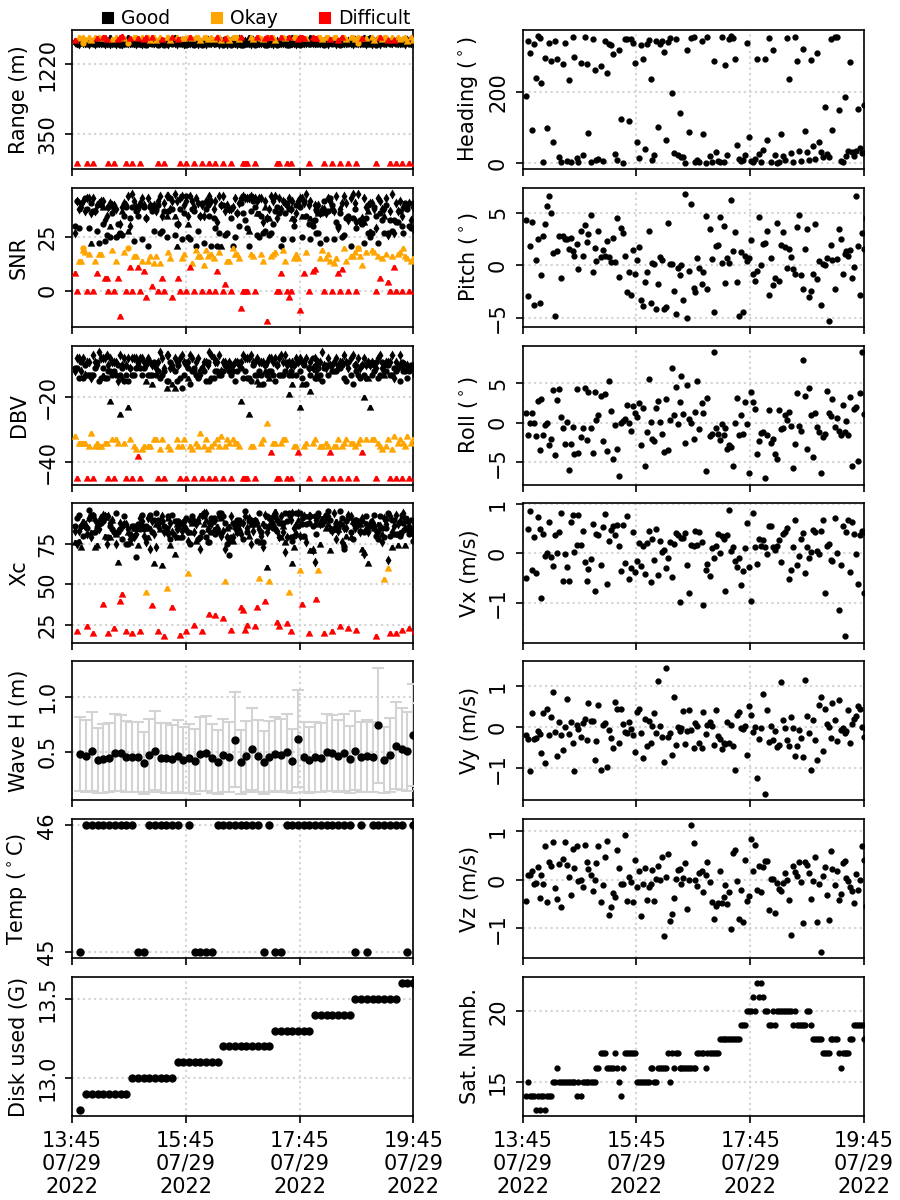 Good Okay Difficult
Range (m)
1220
350
Heading (°)
200
0
SNR
25
0
Pitch (°)
5
0
−5
DBV
−20
−40
Roll (°)
5
0
−5
Xc
75
50
25
Vx (m/s)
1
0
−1
Wave H (m)
1.0
0.5
Vy (m/s)
1
0
−1
Temp (°C)
46
45
Vz (m/s)
1
0
−1
Disk used (G)
13.5
13.0
Sat. Numb.
20
15
13:45 15:45 17:45 19:45 13:45 15:45 17:45 19:45
07/29 07/29 07/29 07/29 07/29 07/29 07/29 07/29
2022 2022 2022 2022 2022 2022 2022 2022